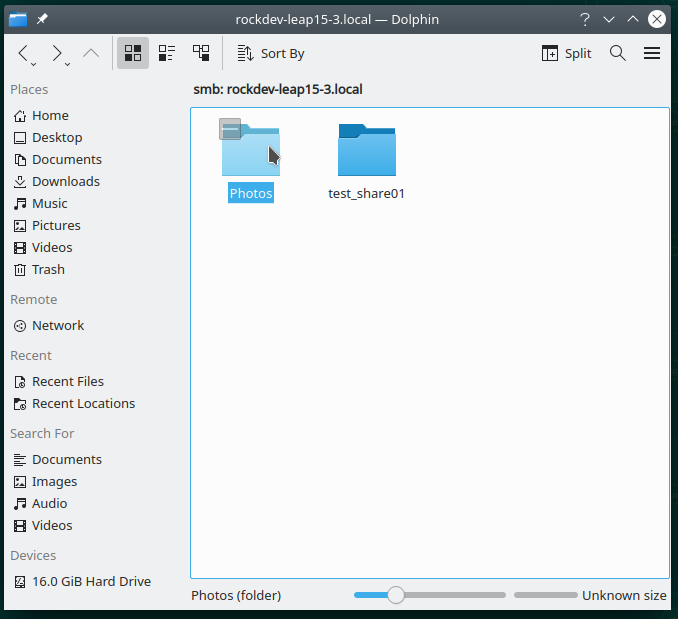 rockdev-leap15-3.local — Dolphin
Sort By
Split
Places
Home
Desktop
Documents
Downloads
Music
Pictures
Videos
Trash
Remote
Network
Recent
Recent Files
Recent Locations
Search For
Documents
Images
Audio
Videos
Devices
16.0 GiB Hard Drive
smb: rockdev-leap15-3.local
Photos
test_share01
Photos (folder)
Unknown size